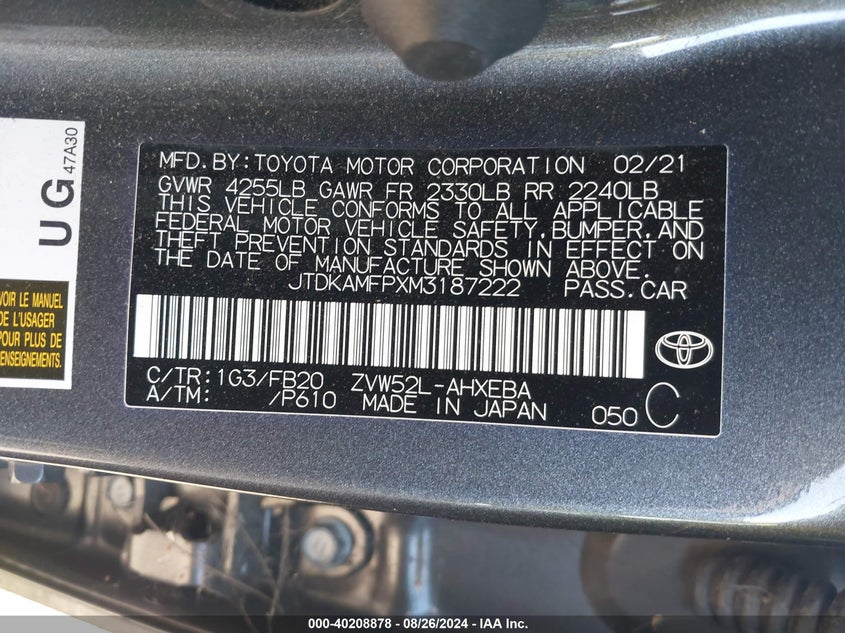 UG
47A30
VOIR LE MANUEL
DE L'USAGER
POUR PLUS DE
RENSEIGNEMENTS.
MFD.BY:TOYOTA MOTOR CORPORATION 02/21
GVWR 4255LB GAWR FR 2330LB RR 2240LB
THIS VEHICLE CONFORMS TO ALL APPLICABLE
FEDERAL MOTOR VEHICLE SAFETY,BUMPER,AND
THEFT PREVENTION STANDARDS IN EFFECT ON
THE DATE OF MANUFACTURE SHOWN ABOVE.
JTDKAMFPXM3187222 PASS.CAR
C/TR:1G3/FB20 ZVW52L-AHXEBA
A/TM: /P610 MADE IN JAPAN 050 C
000-40208878 - 08/26/2024 - IAA Inc.